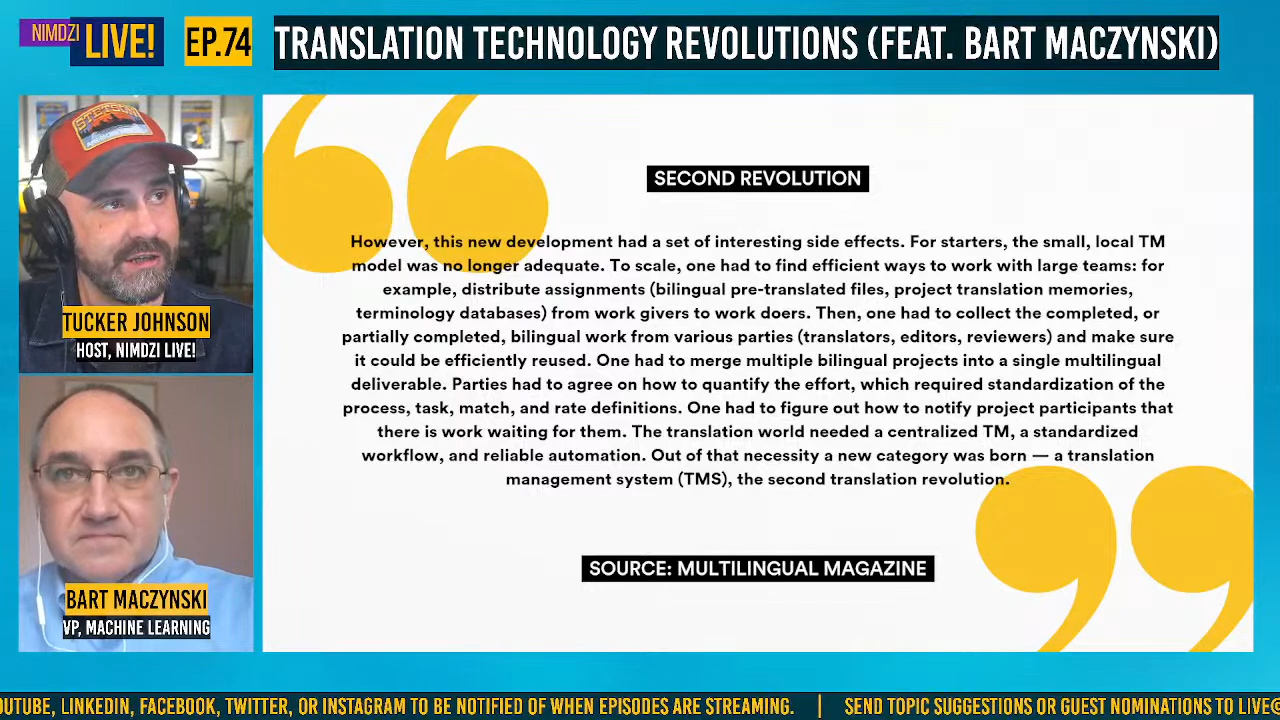 NIMDZI LIVE!
EP.74
TRANSLATION TECHNOLOGY REVOLUTIONS (FEAT. BART MACZYNSKI)
STETSON
TUCKER JOHNSON
HOST, NIMDZI LIVE!
BART MACZYNSKI
VP, MACHINE LEARNING
SECOND REVOLUTION
However, this new development had a set of interesting side effects. For starters, the small, local TM
model was no longer adequate. To scale, one had to find efficient ways to work with large teams: for
example, distribute assignments (bilingual pre-translated files, project translation memories,
terminology databases) from work givers to work doers. Then, one had to collect the completed, or
partially completed, bilingual work from various parties (translators, editors, reviewers) and make sure
it could be efficiently reused. One had to merge multiple bilingual projects into a single multilingual
deliverable. Parties had to agree on how to quantify the effort, which required standardization of the
process, task, match, and rate definitions. One had to figure out how to notify project participants that
there is work waiting for them. The translation world needed a centralized TM, a standardized
workflow, and reliable automation. Out of that necessity a new category was born — a translation
management system (TMS), the second translation revolution.
SOURCE: MULTILINGUAL MAGAZINE
OUTUBE, LINKEDIN, FACEBOOK, TWITTER, OR INSTAGRAM TO BE NOTIFIED OF WHEN EPISODES ARE STREAMING. | SEND TOPIC SUGGESTIONS OR GUEST NOMINATIONS TO LIVE@